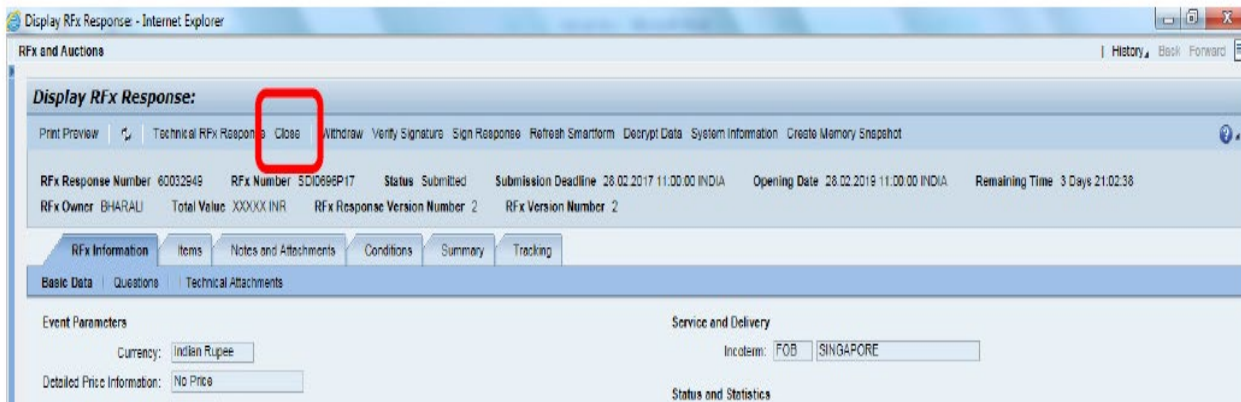 Display RFx Response: - Internet Explorer
RFx and Auctions
History Back Forward
Display RFx Response:
Print Preview Technical RFx Response Close Withdraw Verify Signature Sign Response Refresh Smartform Decrypt Data System Information Create Memory Snapshot
RFx Response Number 60032949 RFx Number SDI0696P17 Status Submitted Submission Deadline 28.02.2017 11:00:00 INDIA Opening Date 28.02.2019 11:00:00 INDIA Remaining Time 3 Days 21:02:38
RFx Owner BHARALI Total Value XXXXX INR RFx Response Version Number 2 RFx Version Number 2
RFx Information Items Notes and Attachments Conditions Summary Tracking
Basic Data Questions Technical Attachments
Event Parameters Service and Delivery
Currency: Indian Rupee Incoterm: FOB SINGAPORE
Detailed Price Information: No Price
Status and Statistics